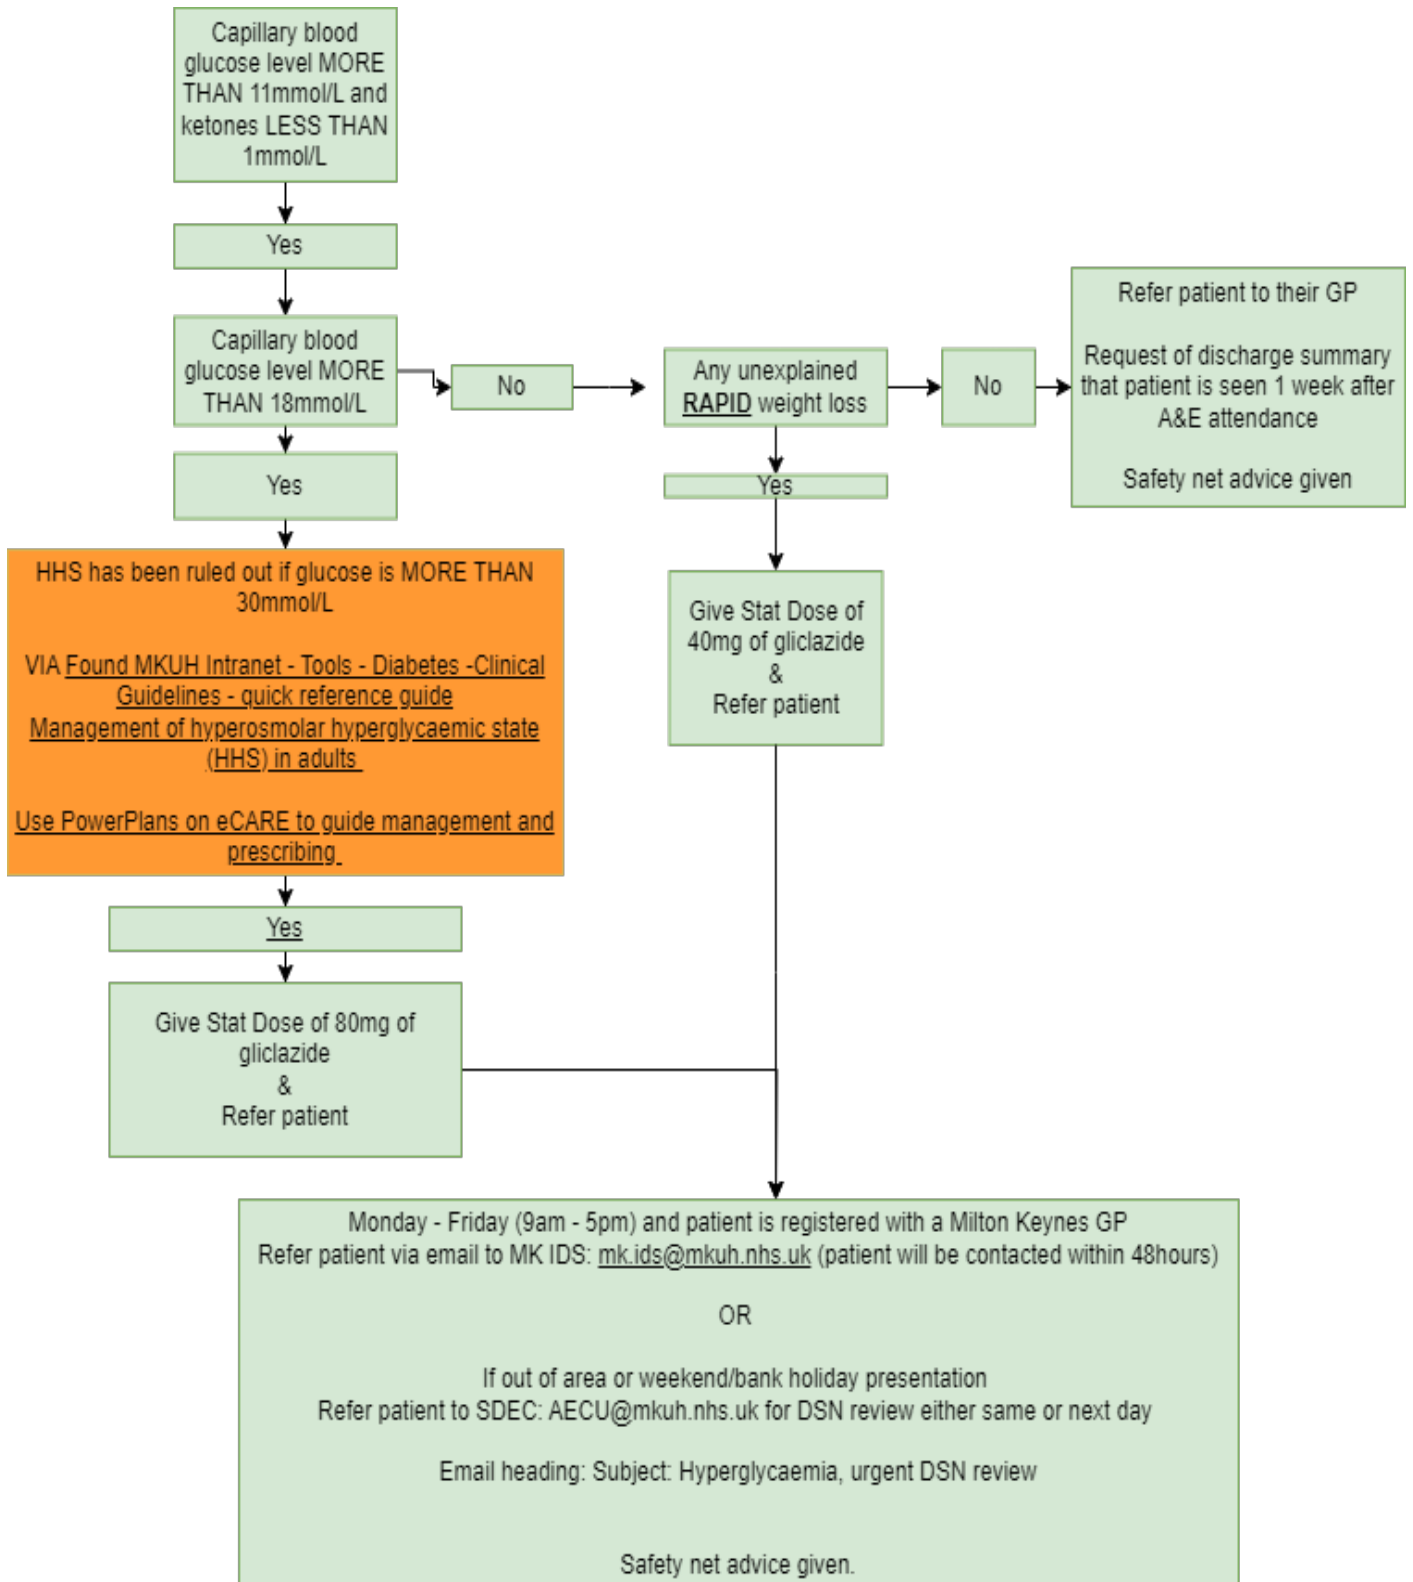 Capillary blood
glucose level MORE
THAN 11mmol/L and
ketones LESS THAN
1mmol/L
Yes
Capillary blood
glucose level MORE
THAN 18mmol/L
No
Any unexplained
RAPID weight loss
No
Refer patient to their GP
Request of discharge summary
that patient is seen 1 week after
A&E attendance
Safety net advice given
Yes
Yes
HHS has been ruled out if glucose is MORE THAN
30mmol/L
VIA Found MKUH Intranet - Tools - Diabetes -Clinical
Guidelines - quick reference guide
Management of hyperosmolar hyperglycaemic state
(HHS) in adults
Use PowerPlans on eCARE to guide management and
prescribing
Give Stat Dose of
40mg of gliclazide
&
Refer patient
Yes
Give Stat Dose of 80mg of
gliclazide
&
Refer patient
Monday - Friday (9am - 5pm) and patient is registered with a Milton Keynes GP
Refer patient via email to MK IDS: mk.ids@mkuh.nhs.uk (patient will be contacted within 48hours)
OR
If out of area or weekend/bank holiday presentation
Refer patient to SDEC: AECU@mkuh.nhs.uk for DSN review either same or next day
Email heading: Subject: Hyperglycaemia, urgent DSN review
Safety net advice given.